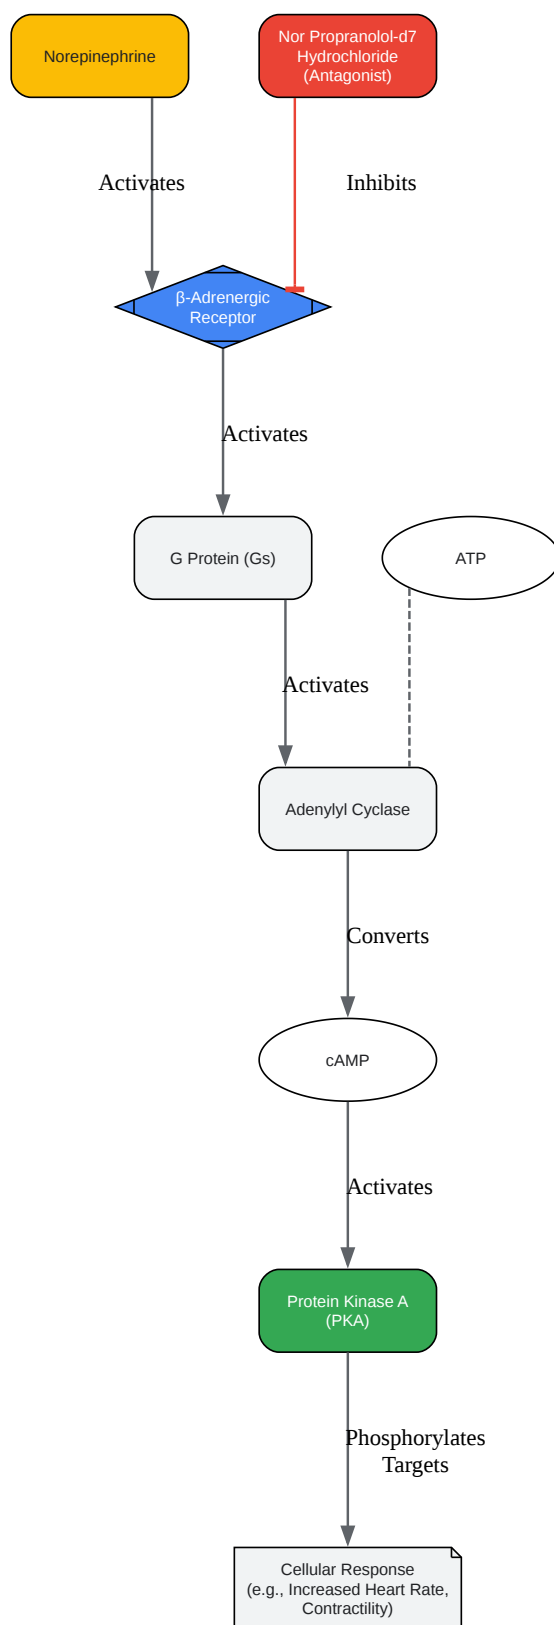 Norepinephrine
Nor Propranolol-d7
Hydrochloride
(Antagonist)
Activates
Inhibits
β-Adrenergic
Receptor
Activates
G Protein (Gs)
ATP
Activates
Adenylyl Cyclase
Converts
cAMP
Activates
Protein Kinase A
(PKA)
Phosphorylates
Targets
Cellular Response
(e.g., Increased Heart Rate,
Contractility)